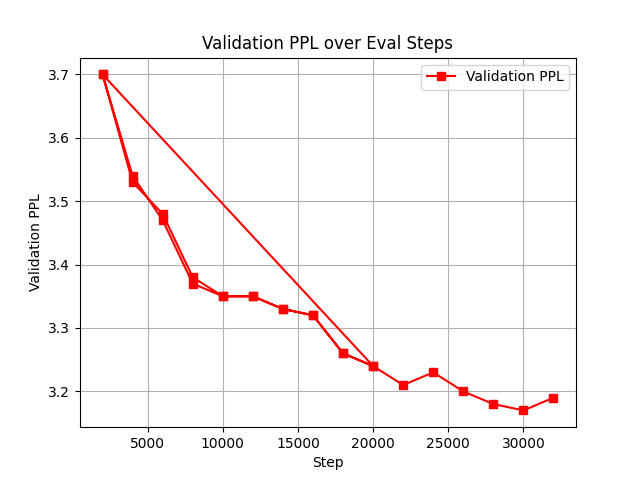 Validation PPL over Eval Steps
Validation PPL
Validation PPL
3.7
3.6
3.5
3.4
3.3
3.2
5000 10000 15000 20000 25000 30000
Step